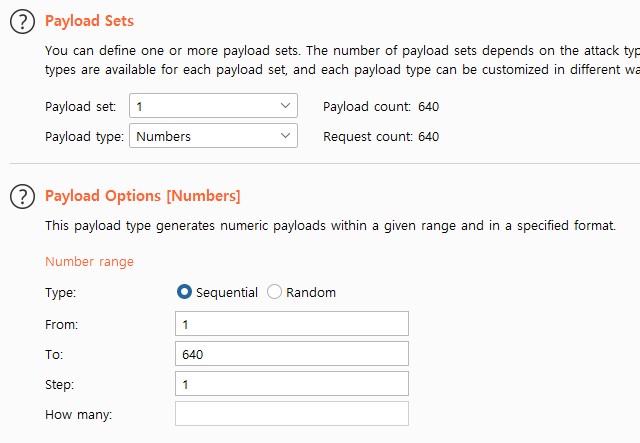 Payload Sets
You can define one or more payload sets. The number of payload sets depends on the attack typ
types are available for each payload set, and each payload type can be customized in different wa
Payload set: 1 Payload count: 640
Payload type: Numbers Request count: 640
Payload Options [Numbers]
This payload type generates numeric payloads within a given range and in a specified format.
Number range
Type: Sequential Random
From: 1
To: 640
Step: 1
How many: